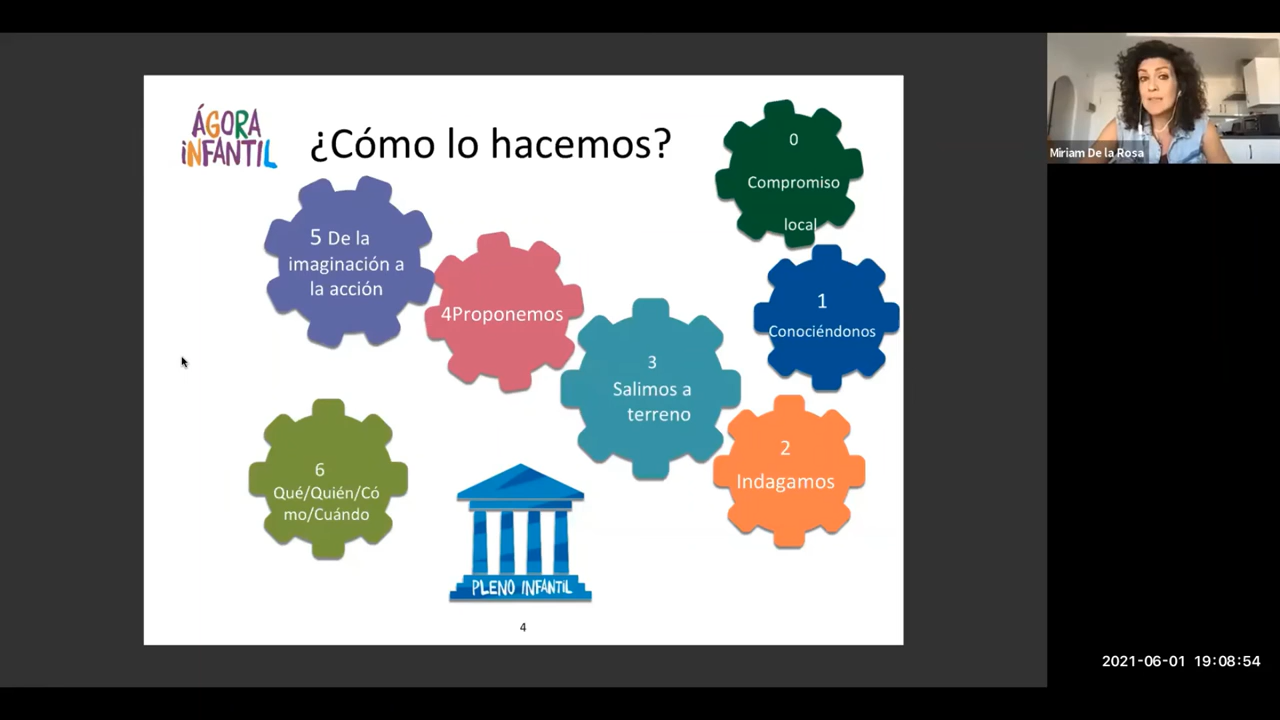 ÁGORA
INFANTIL
¿Cómo lo hacemos?
0
Compromiso
local
1
Conociéndonos
2
Indagamos
3
Salimos a
terreno
4Proponemos
5 De la
imaginación a
la acción
6
Qué/Quién/Có
mo/Cuándo
PLENO INFANTIL
4
Miriam De la Rosa
2021-06-01 19:08:54